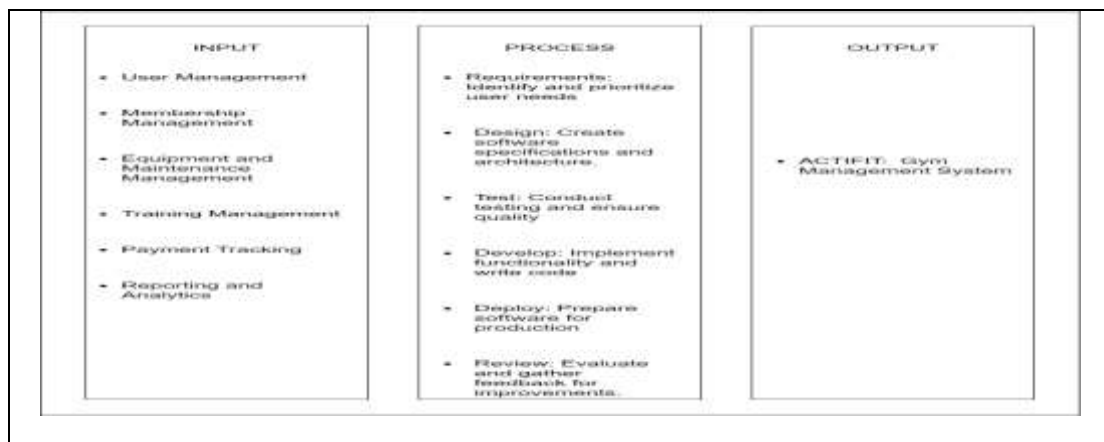 INPUT
• User Management
• Membership
Management
• Equipment and
Maintenance
Management
• Training Management
• Payment Tracking
• Reporting and
Analytics
PROCESS
• Requirements:
Identify and prioritize
user needs
• Design: Create
software
specifications and
architecture.
• Test: Conduct
testing and ensure
quality
• Develop: Implement
functionality and
write code
• Deploy: Prepare
software for
production
• Review: Evaluate
and gather
feedback for
improvements.
OUTPUT
• ACTIFIT: Gym
Management System